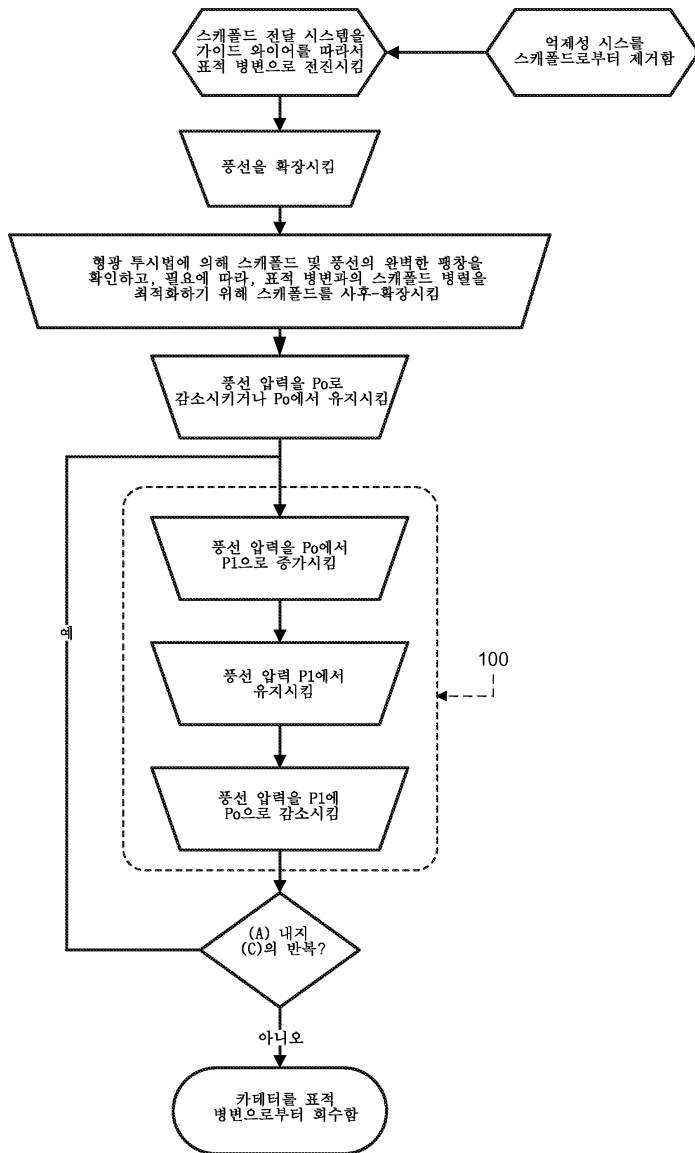 스캐폴드 전달 시스템을
가이드 와이어를 따라서
표적 병변으로 전진시킴
억제성 시스를
스캐폴드로부터 제거함
풍선을 확장시킴
형광 투시법에 의해 스캐폴드 및 풍선의 완벽한 팽창을
확인하고, 필요에 따라, 표적 병변과의 스캐폴드 병렬을
최적화하기 위해 스캐폴드를 사후-확장시킴
풍선 압력을 Po로
감소시키거나 Po에서 유지시킴
풍선 압력을 Po에서
P1으로 증가시킴
예
풍선 압력 P1에서
유지시킴
100
풍선 압력을 P1에
Po으로 감소시킴
(A) 내지
(C)의 반복?
아니오
카테터를 표적
병변으로부터 회수함